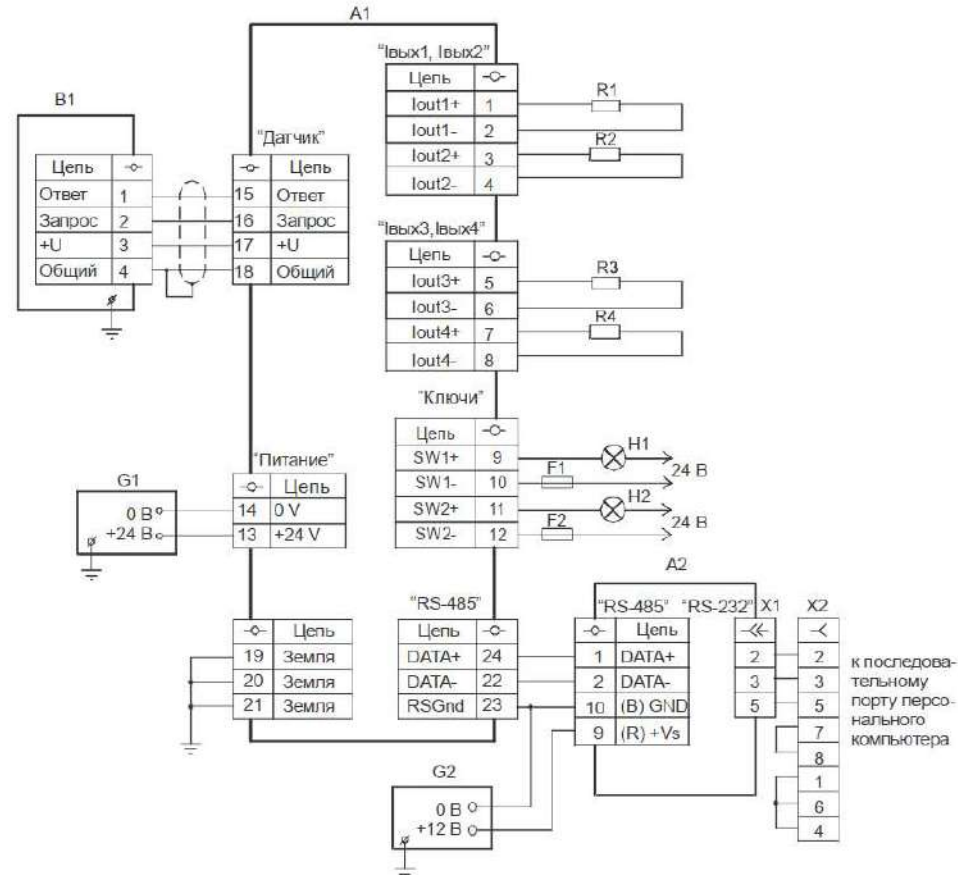 A1
"Iвых1, Iвых2"
Цепь
Iout1+ 1
Iout1- 2
Iout2+ 3
Iout2- 4
R1
R2
B1
Цепь
Ответ 1
Запрос 2
+U 3
Общий 4
"Датчик"
Цепь
15 Ответ
16 Запрос
17 +U
18 Общий
"Iвых3,Iвых4"
Цепь
Iout3+ 5
Iout3- 6
Iout4+ 7
Iout4- 8
R3
R4
"Ключи"
Цепь
SW1+ 9
SW1- 10
SW2+ 11
SW2- 12
H1
F1
24 В
H2
F2
24 В
G1
0 В
+24 В
"Питание"
Цепь
14 0 V
13 +24 V
Цепь
19 Земля
20 Земля
21 Земля
"RS-485"
Цепь
DATA+ 24
DATA- 22
RSGnd 23
A2
"RS-485" "RS-232" X1 X2
Цепь
1 DATA+
2 DATA-
10 (B) GND
9 (R) +Vs
2
3
5
2
3
5
7
8
1
6
4
к последова-
тельному
порту персо-
нального
компьютера
G2
0 В
+12 В